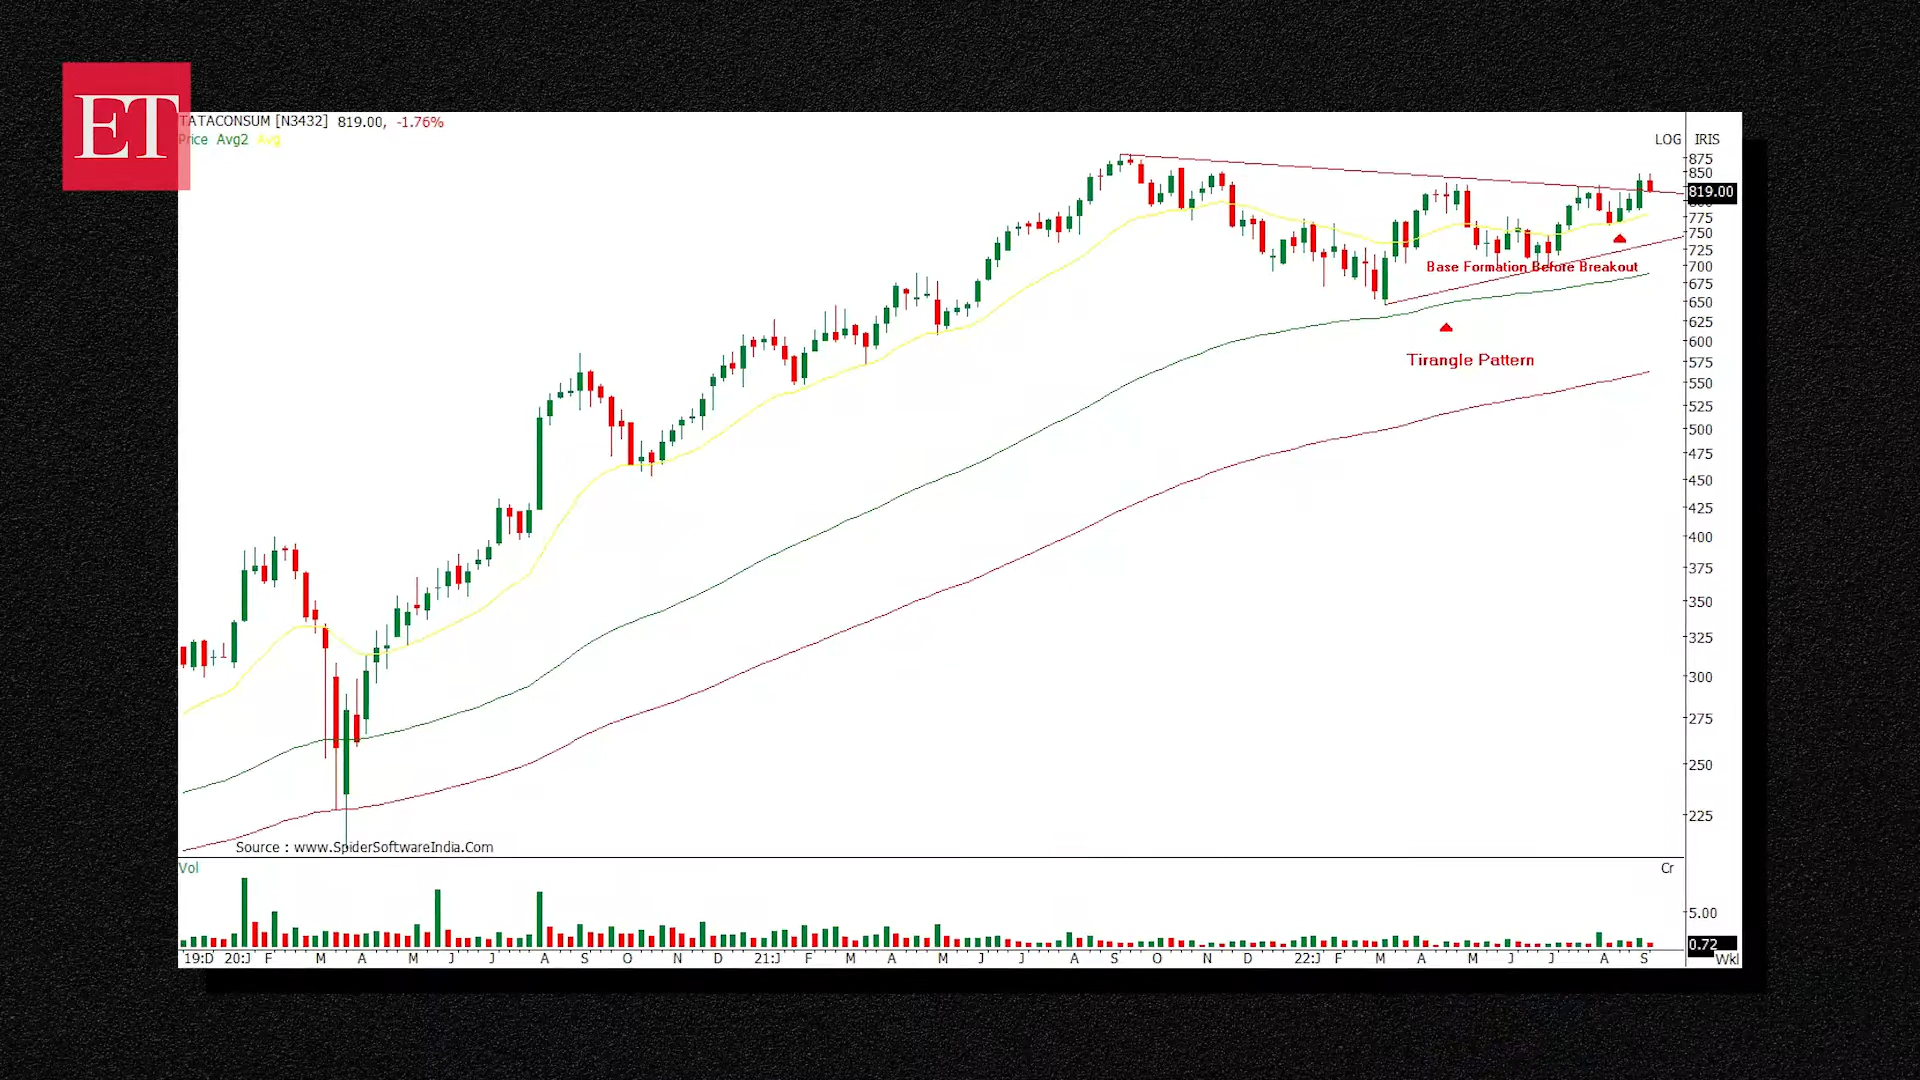 ET
TATACONSUM [N3432] 819.00, -1.76%
Price Avg2 Avg
LOG IRIS
875
850
819.00
800
775
750
725
700
675
650
625
600
575
550
525
500
475
450
425
400
375
350
325
300
275
250
225
Base Formation Before Breakout
Tirangle Pattern
Source : www.SpiderSoftwareIndia.Com
Vol
Cr
5.00
0.72
19:D 20:J F M A M J J A S O N D 21:J F M A M J J A S O N D 22:J F M A M J J A S
Wkl